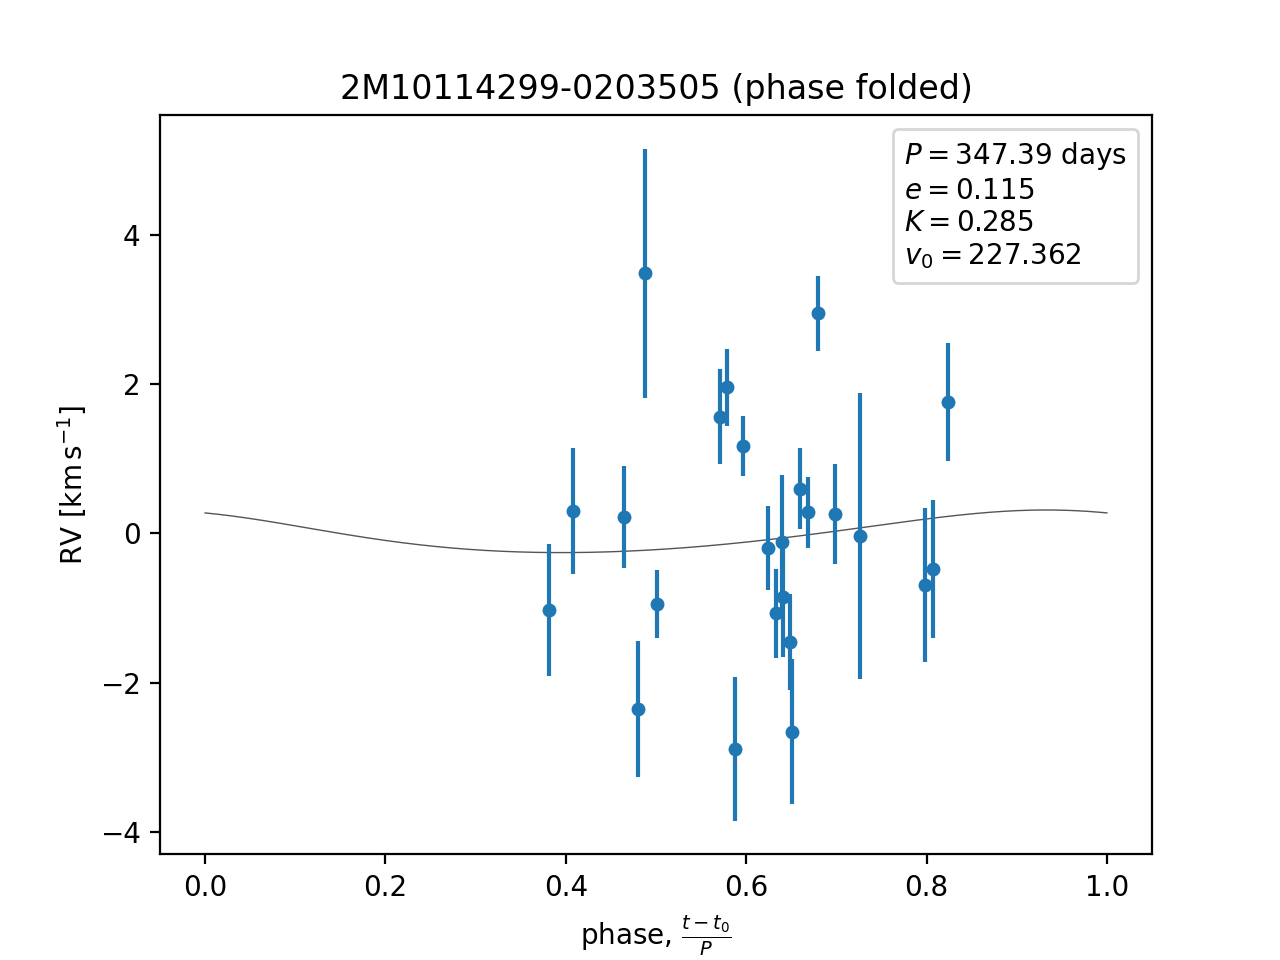 2M10114299-0203505 (phase folded)
P = 347.39 days
e = 0.115
K = 0.285
v₀ = 227.362
4
2
0
−2
−4
RV [km s⁻¹]
0.0 0.2 0.4 0.6 0.8 1.0
phase, (t − t₀)/P